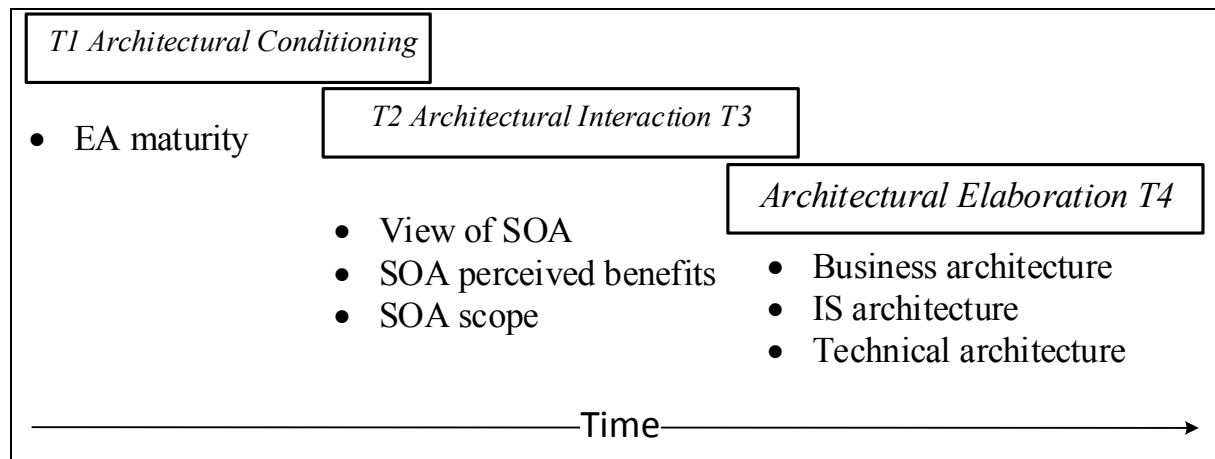 T1 Architectural Conditioning
• EA maturity
T2 Architectural Interaction T3
• View of SOA
• SOA perceived benefits
• SOA scope
Architectural Elaboration T4
• Business architecture
• IS architecture
• Technical architecture
Time